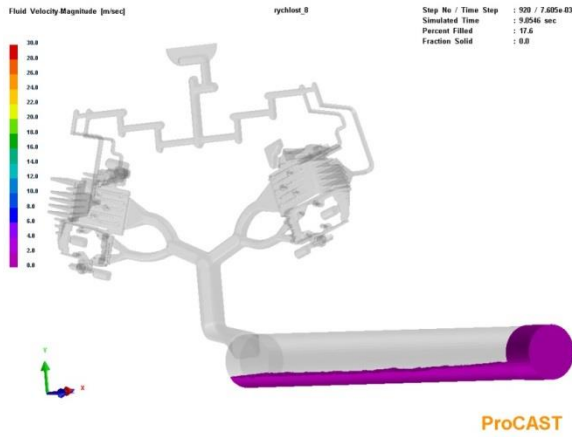 Fluid Velocity-Magnitude [m/sec]
rychlost_8
Step No / Time Step : 920 / 7.605e-03
Simulated Time : 9.0546 sec
Percent Filled : 17.6
Fraction Solid : 0.0
30.0
28.0
26.0
24.0
22.0
20.0
18.0
16.0
14.0
12.0
10.0
8.0
6.0
4.0
2.0
0.0
Y
X
ProCAST